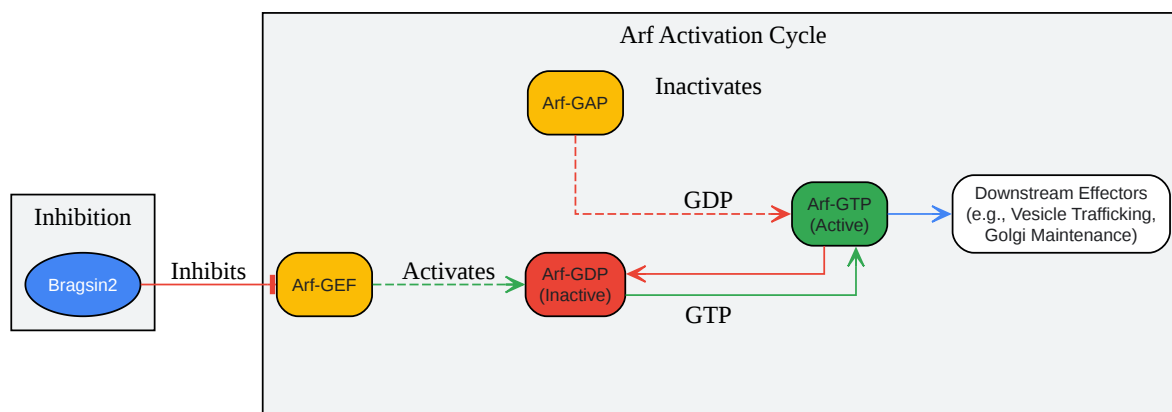 Arf Activation Cycle
Inactivates
Arf-GAP
GDP
Arf-GTP
(Active)
Downstream Effectors
(e.g., Vesicle Trafficking,
Golgi Maintenance)
Inhibition
Bragsin2
Inhibits
Arf-GEF
Activates
Arf-GDP
(Inactive)
GTP